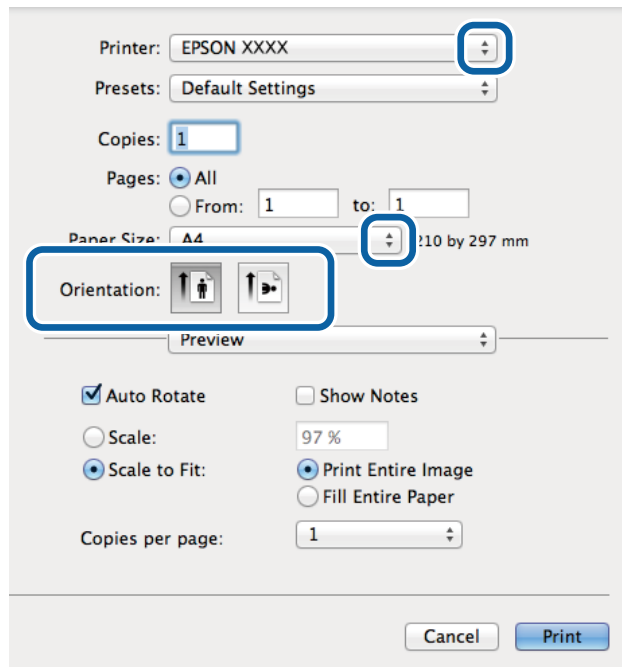 Printer: EPSON XXXX
Presets: Default Settings
Copies: 1
Pages: All
From: 1 to: 1
Paper Size: A4 210 by 297 mm
Orientation:
Preview
Auto Rotate Show Notes
Scale: 97 %
Scale to Fit: Print Entire Image
Fill Entire Paper
Copies per page: 1
Cancel Print